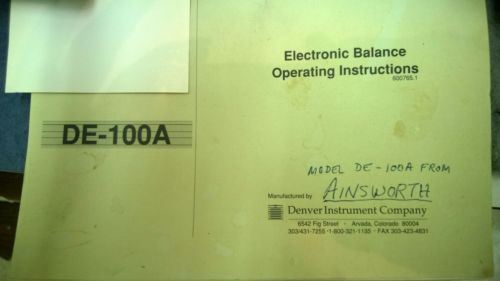 Electronic Balance
Operating Instructions
600765.1
DE-100A
MODEL DE-100A FROM
AINSWORTH
Manufactured by
Denver Instrument Company
6542 Fig Street · Arvada, Colorado 80004
303/431-7255 · 1-800-321-1135 · FAX 303-423-4831